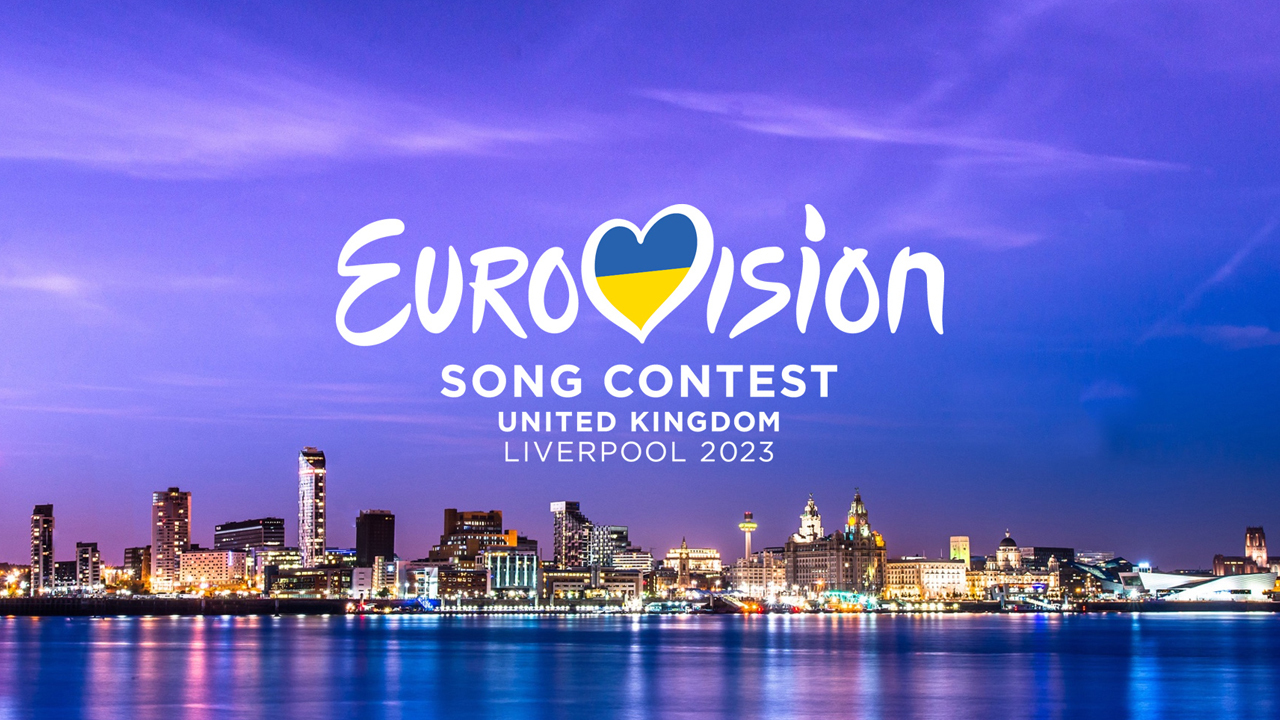 EUROVISION
SONG CONTEST
UNITED KINGDOM
LIVERPOOL 2023